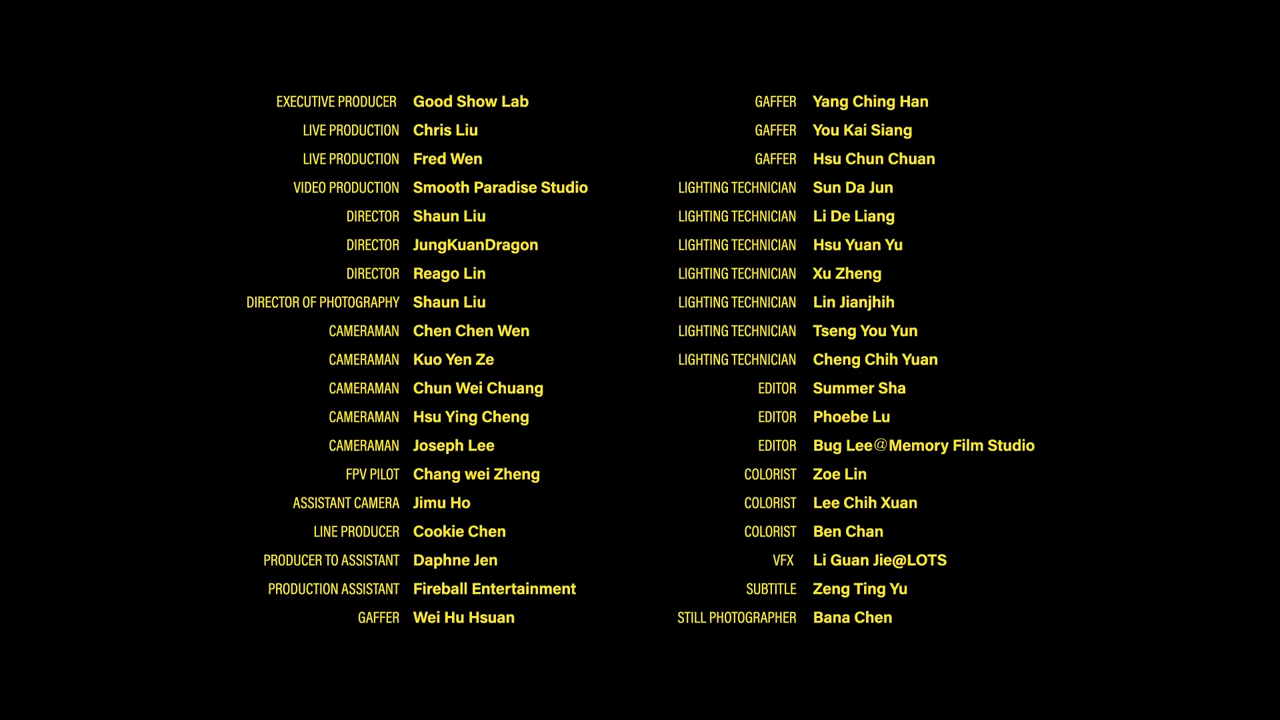 EXECUTIVE PRODUCER Good Show Lab
LIVE PRODUCTION Chris Liu
LIVE PRODUCTION Fred Wen
VIDEO PRODUCTION Smooth Paradise Studio
DIRECTOR Shaun Liu
DIRECTOR JungKuanDragon
DIRECTOR Reago Lin
DIRECTOR OF PHOTOGRAPHY Shaun Liu
CAMERAMAN Chen Chen Wen
CAMERAMAN Kuo Yen Ze
CAMERAMAN Chun Wei Chuang
CAMERAMAN Hsu Ying Cheng
CAMERAMAN Joseph Lee
FPV PILOT Chang wei Zheng
ASSISTANT CAMERA Jimu Ho
LINE PRODUCER Cookie Chen
PRODUCER TO ASSISTANT Daphne Jen
PRODUCTION ASSISTANT Fireball Entertainment
GAFFER Wei Hu Hsuan
GAFFER Yang Ching Han
GAFFER You Kai Siang
GAFFER Hsu Chun Chuan
LIGHTING TECHNICIAN Sun Da Jun
LIGHTING TECHNICIAN Li De Liang
LIGHTING TECHNICIAN Hsu Yuan Yu
LIGHTING TECHNICIAN Xu Zheng
LIGHTING TECHNICIAN Lin Jianjhih
LIGHTING TECHNICIAN Tseng You Yun
LIGHTING TECHNICIAN Cheng Chih Yuan
EDITOR Summer Sha
EDITOR Phoebe Lu
EDITOR Bug Lee@Memory Film Studio
COLORIST Zoe Lin
COLORIST Lee Chih Xuan
COLORIST Ben Chan
VFX Li Guan Jie@LOTS
SUBTITLE Zeng Ting Yu
STILL PHOTOGRAPHER Bana Chen